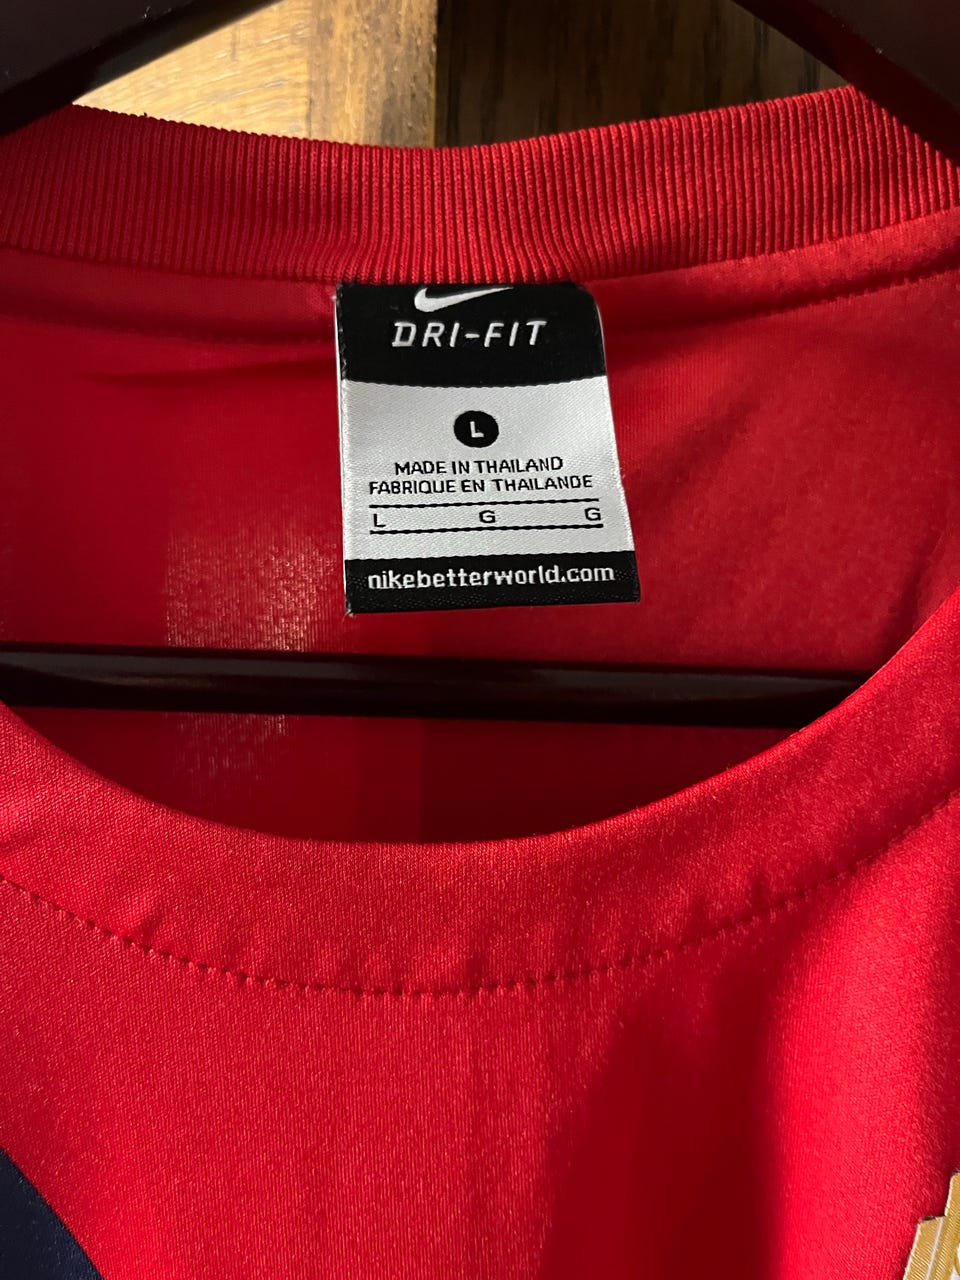 DRI-FIT
L
MADE IN THAILAND
FABRIQUE EN THAILANDE
L G G
nikebetterworld.com